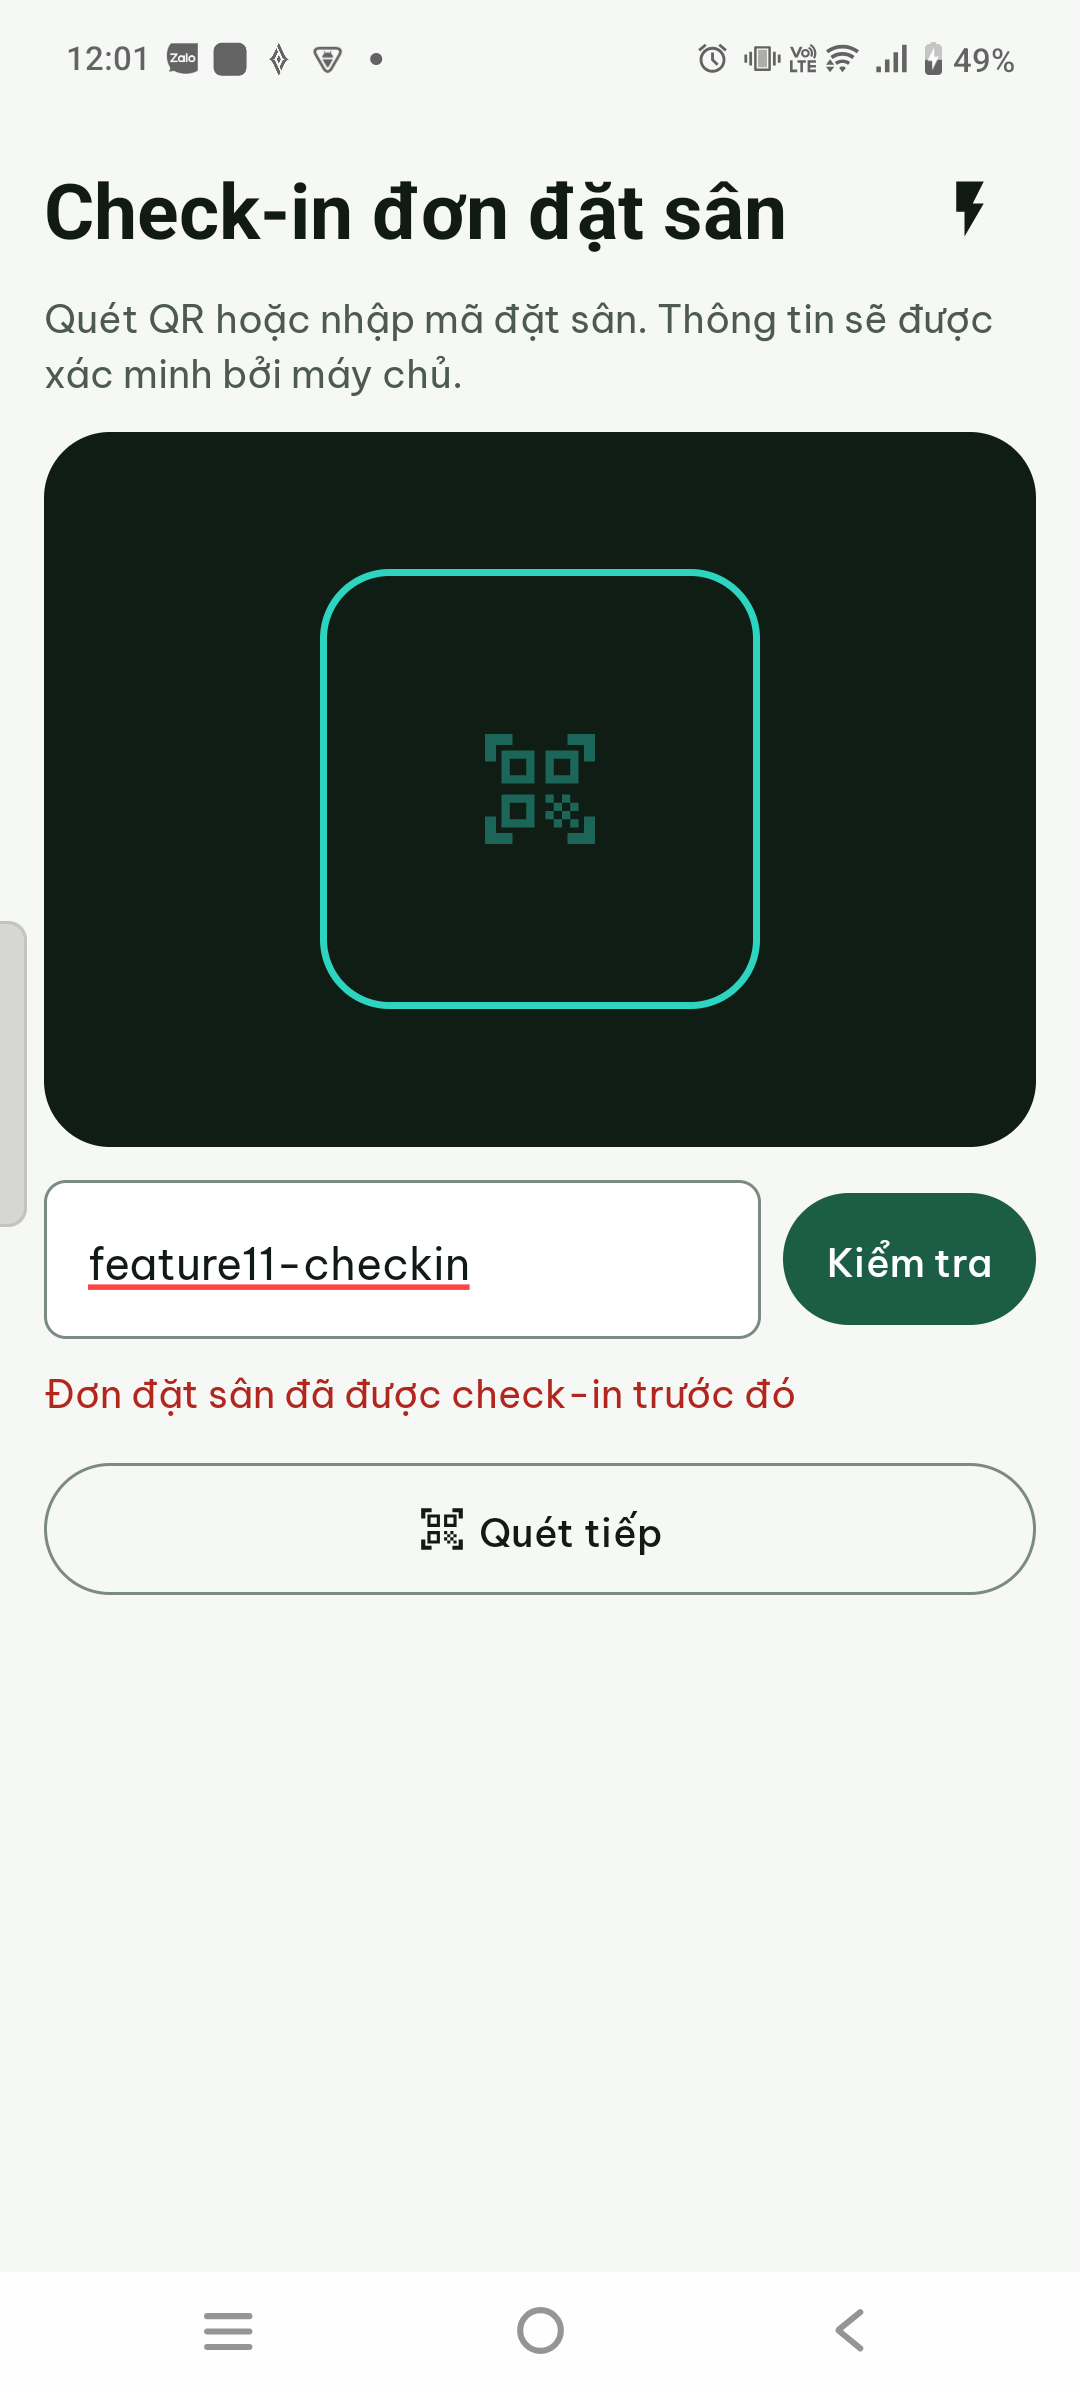 12:01 Zalo VoLTE 49%
Check-in đơn đặt sân
Quét QR hoặc nhập mã đặt sân. Thông tin sẽ được
xác minh bởi máy chủ.
feature11-checkin
Kiểm tra
Đơn đặt sân đã được check-in trước đó
Quét tiếp